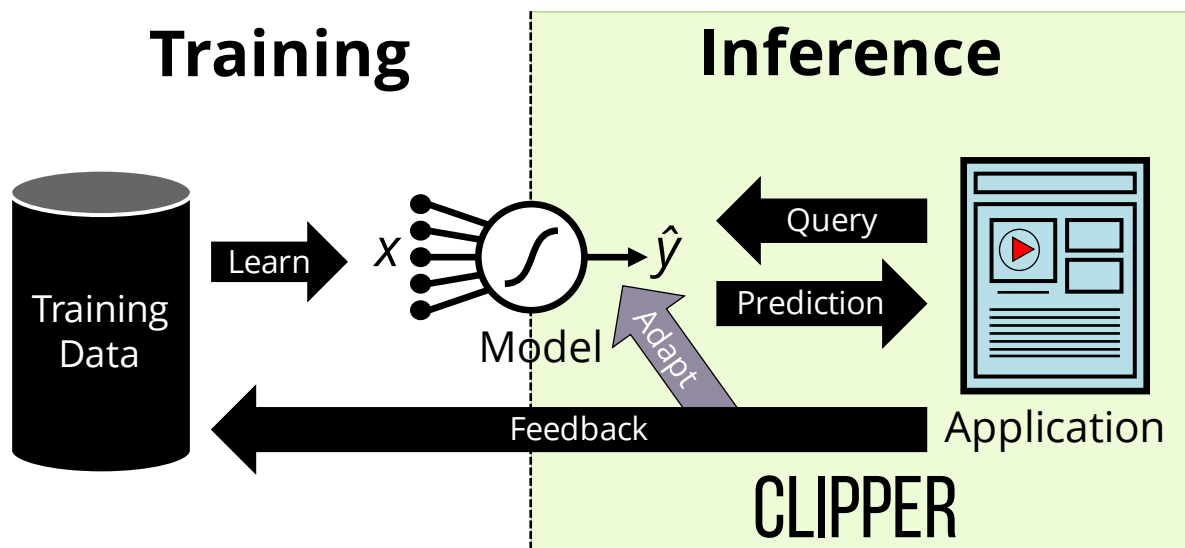 Training
Inference
Query
Learn
x
ŷ
Prediction
Training
Data
Model
Adapt
Feedback
Application
CLIPPER